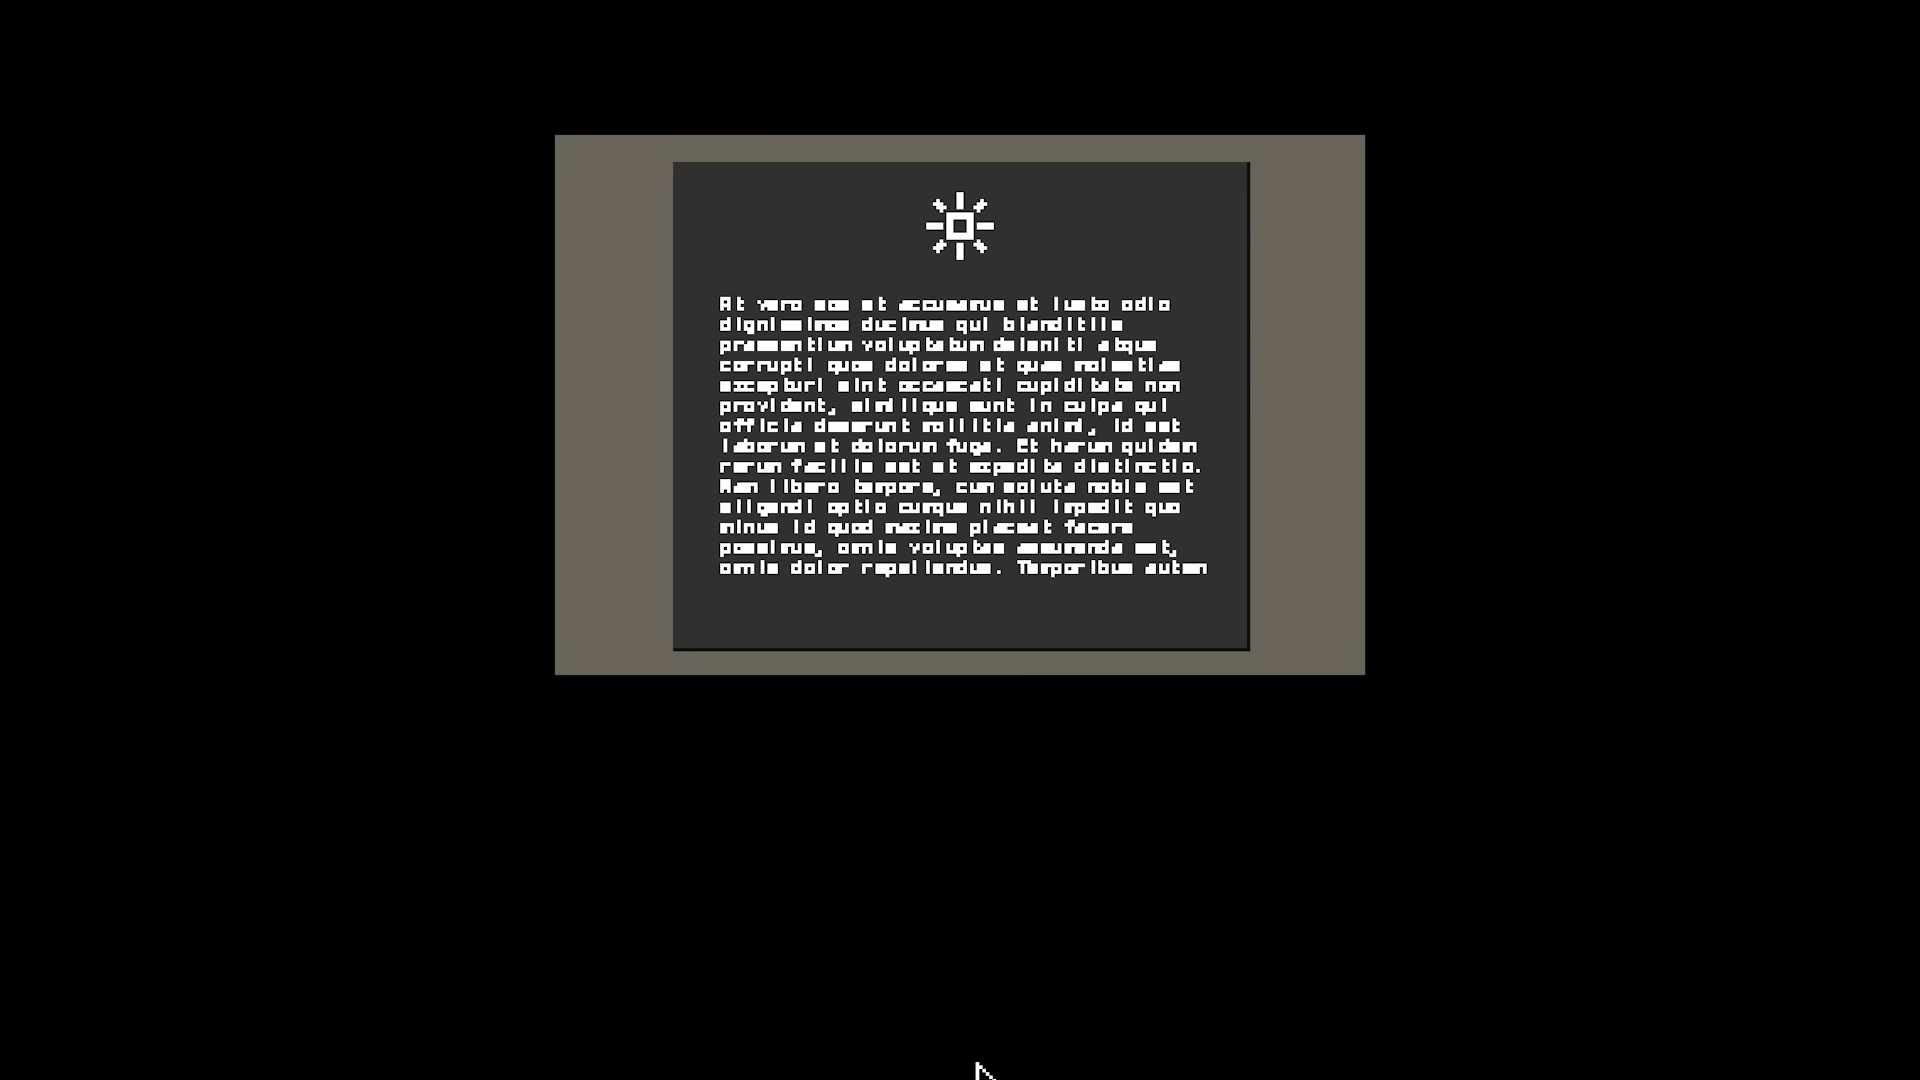 At vero eos et accusamus et iusto odio
dignissimos ducimus qui blanditiis
praesentium voluptatum deleniti atque
corrupti quos dolores et quas molestias
excepturi sint occaecati cupiditate non
provident, similique sunt in culpa qui
officia deserunt mollitia animi, id est
laborum et dolorum fuga. Et harum quidem
rerum facilis est et expedita distinctio.
Nam libero tempore, cum soluta nobis est
eligendi optio cumque nihil impedit quo
minus id quod maxime placeat facere
possimus, omnis voluptas assumenda est,
omnis dolor repellendus. Temporibus autem